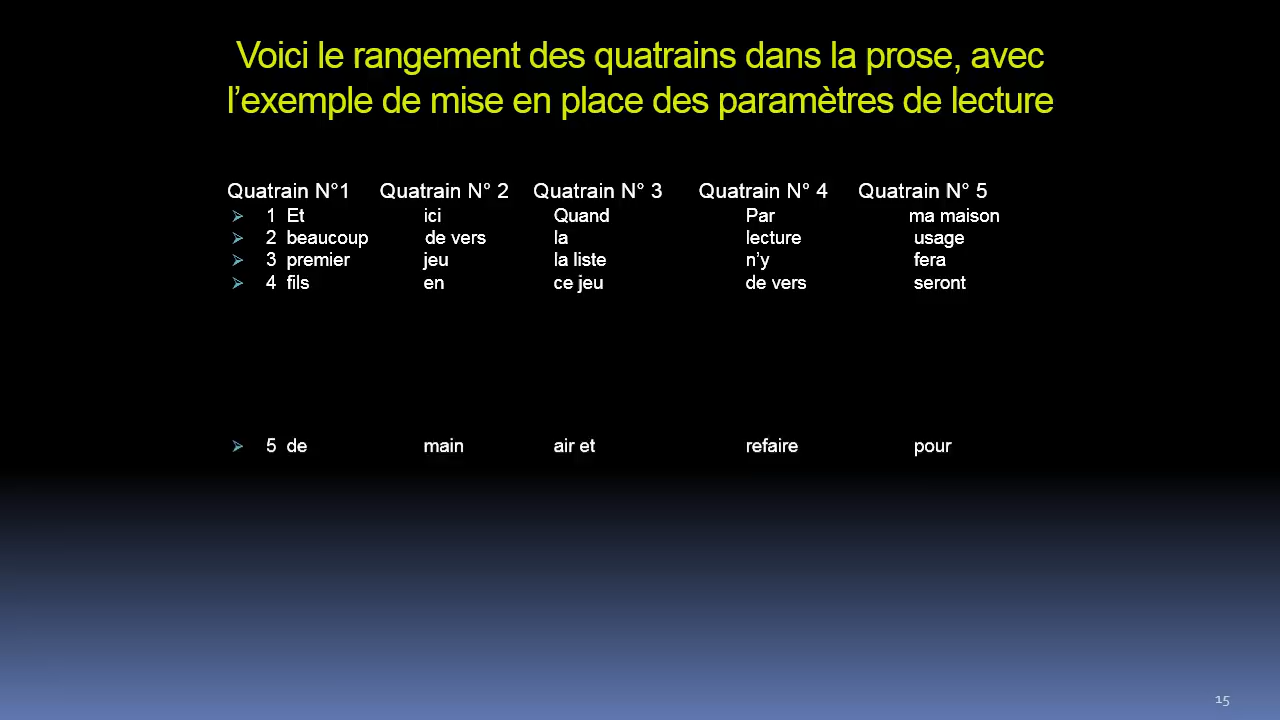 Voici le rangement des quatrains dans la prose, avec
l’exemple de mise en place des paramètres de lecture
Quatrain N°1 Quatrain N° 2 Quatrain N° 3 Quatrain N° 4 Quatrain N° 5
1 Et ici Quand Par ma maison
2 beaucoup de vers la lecture usage
3 premier jeu la liste n’y fera
4 fils en ce jeu de vers seront
5 de main air et refaire pour
15